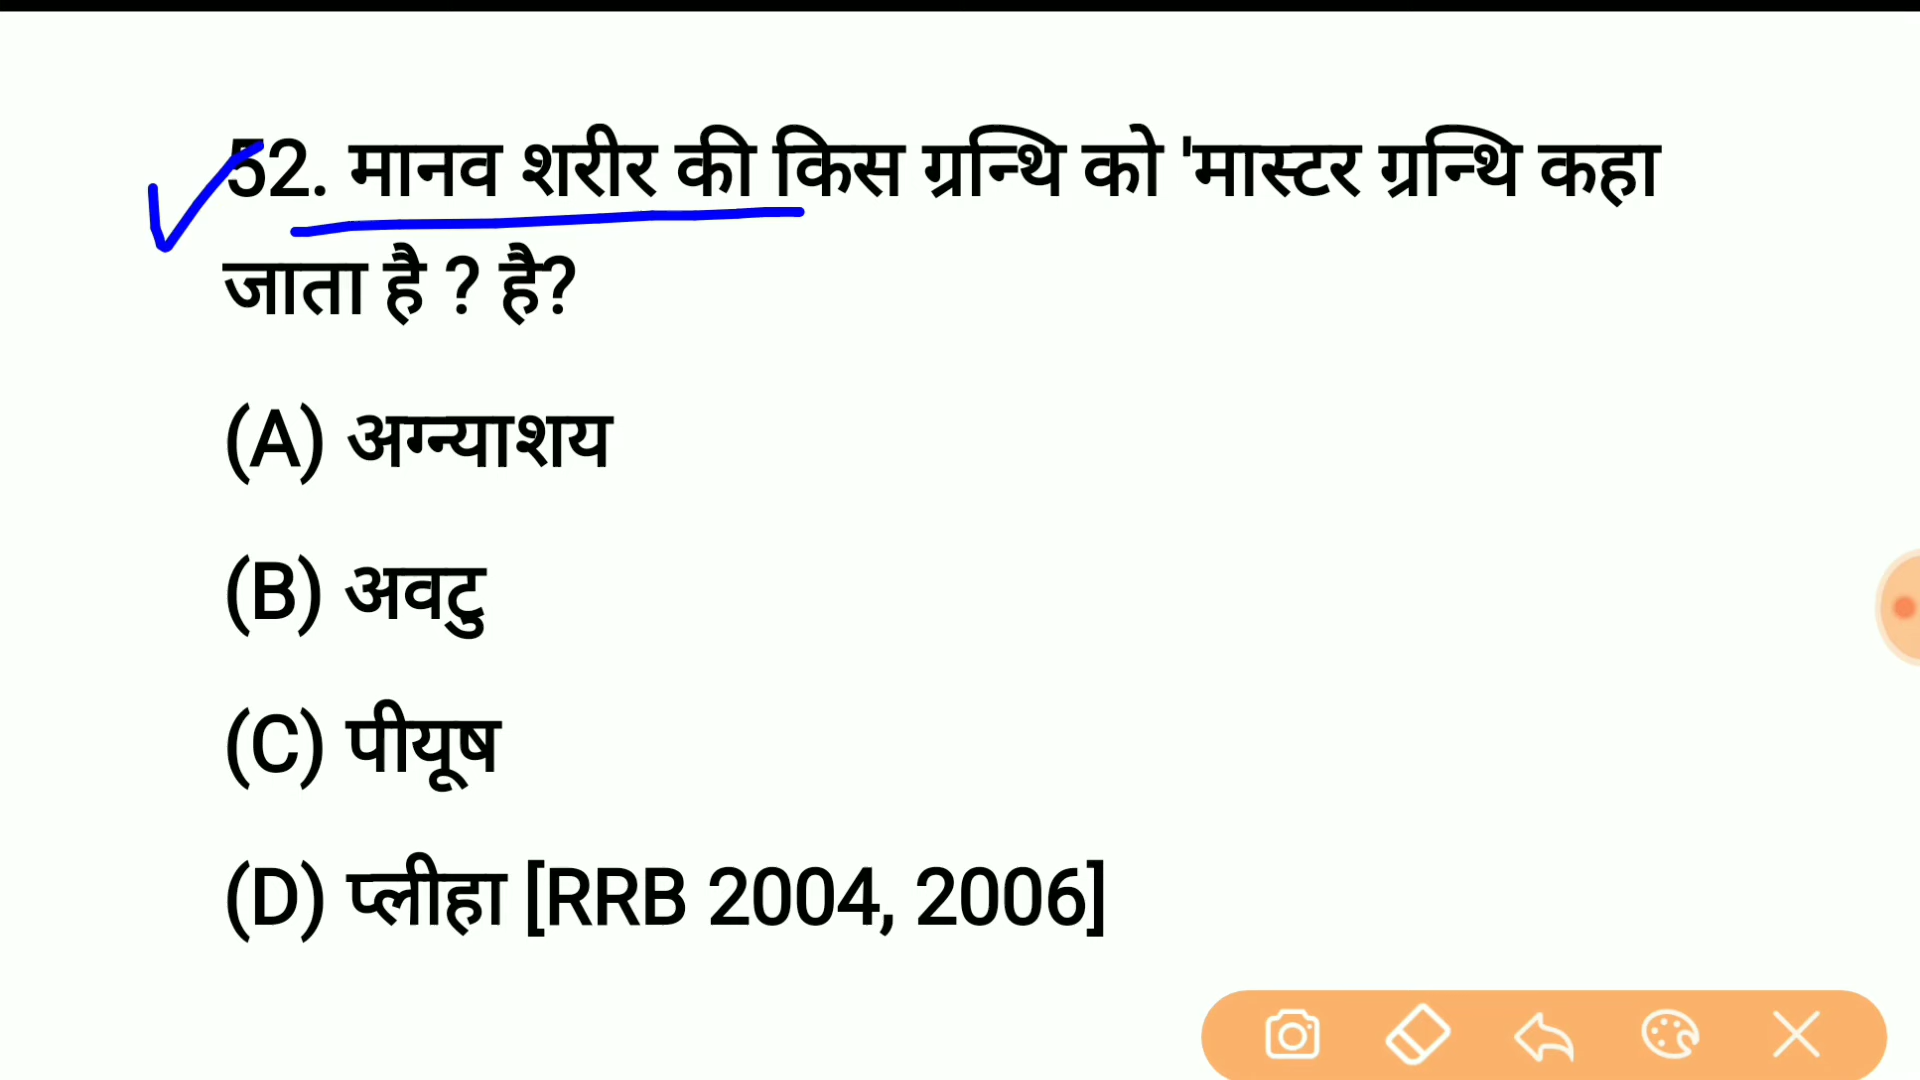 52. मानव शरीर की किस ग्रन्थि को 'मास्टर ग्रन्थि कहा
जाता है ? है?
(A) अग्न्याशय
(B) अवटु
(C) पीयूष
(D) प्लीहा [RRB 2004, 2006]